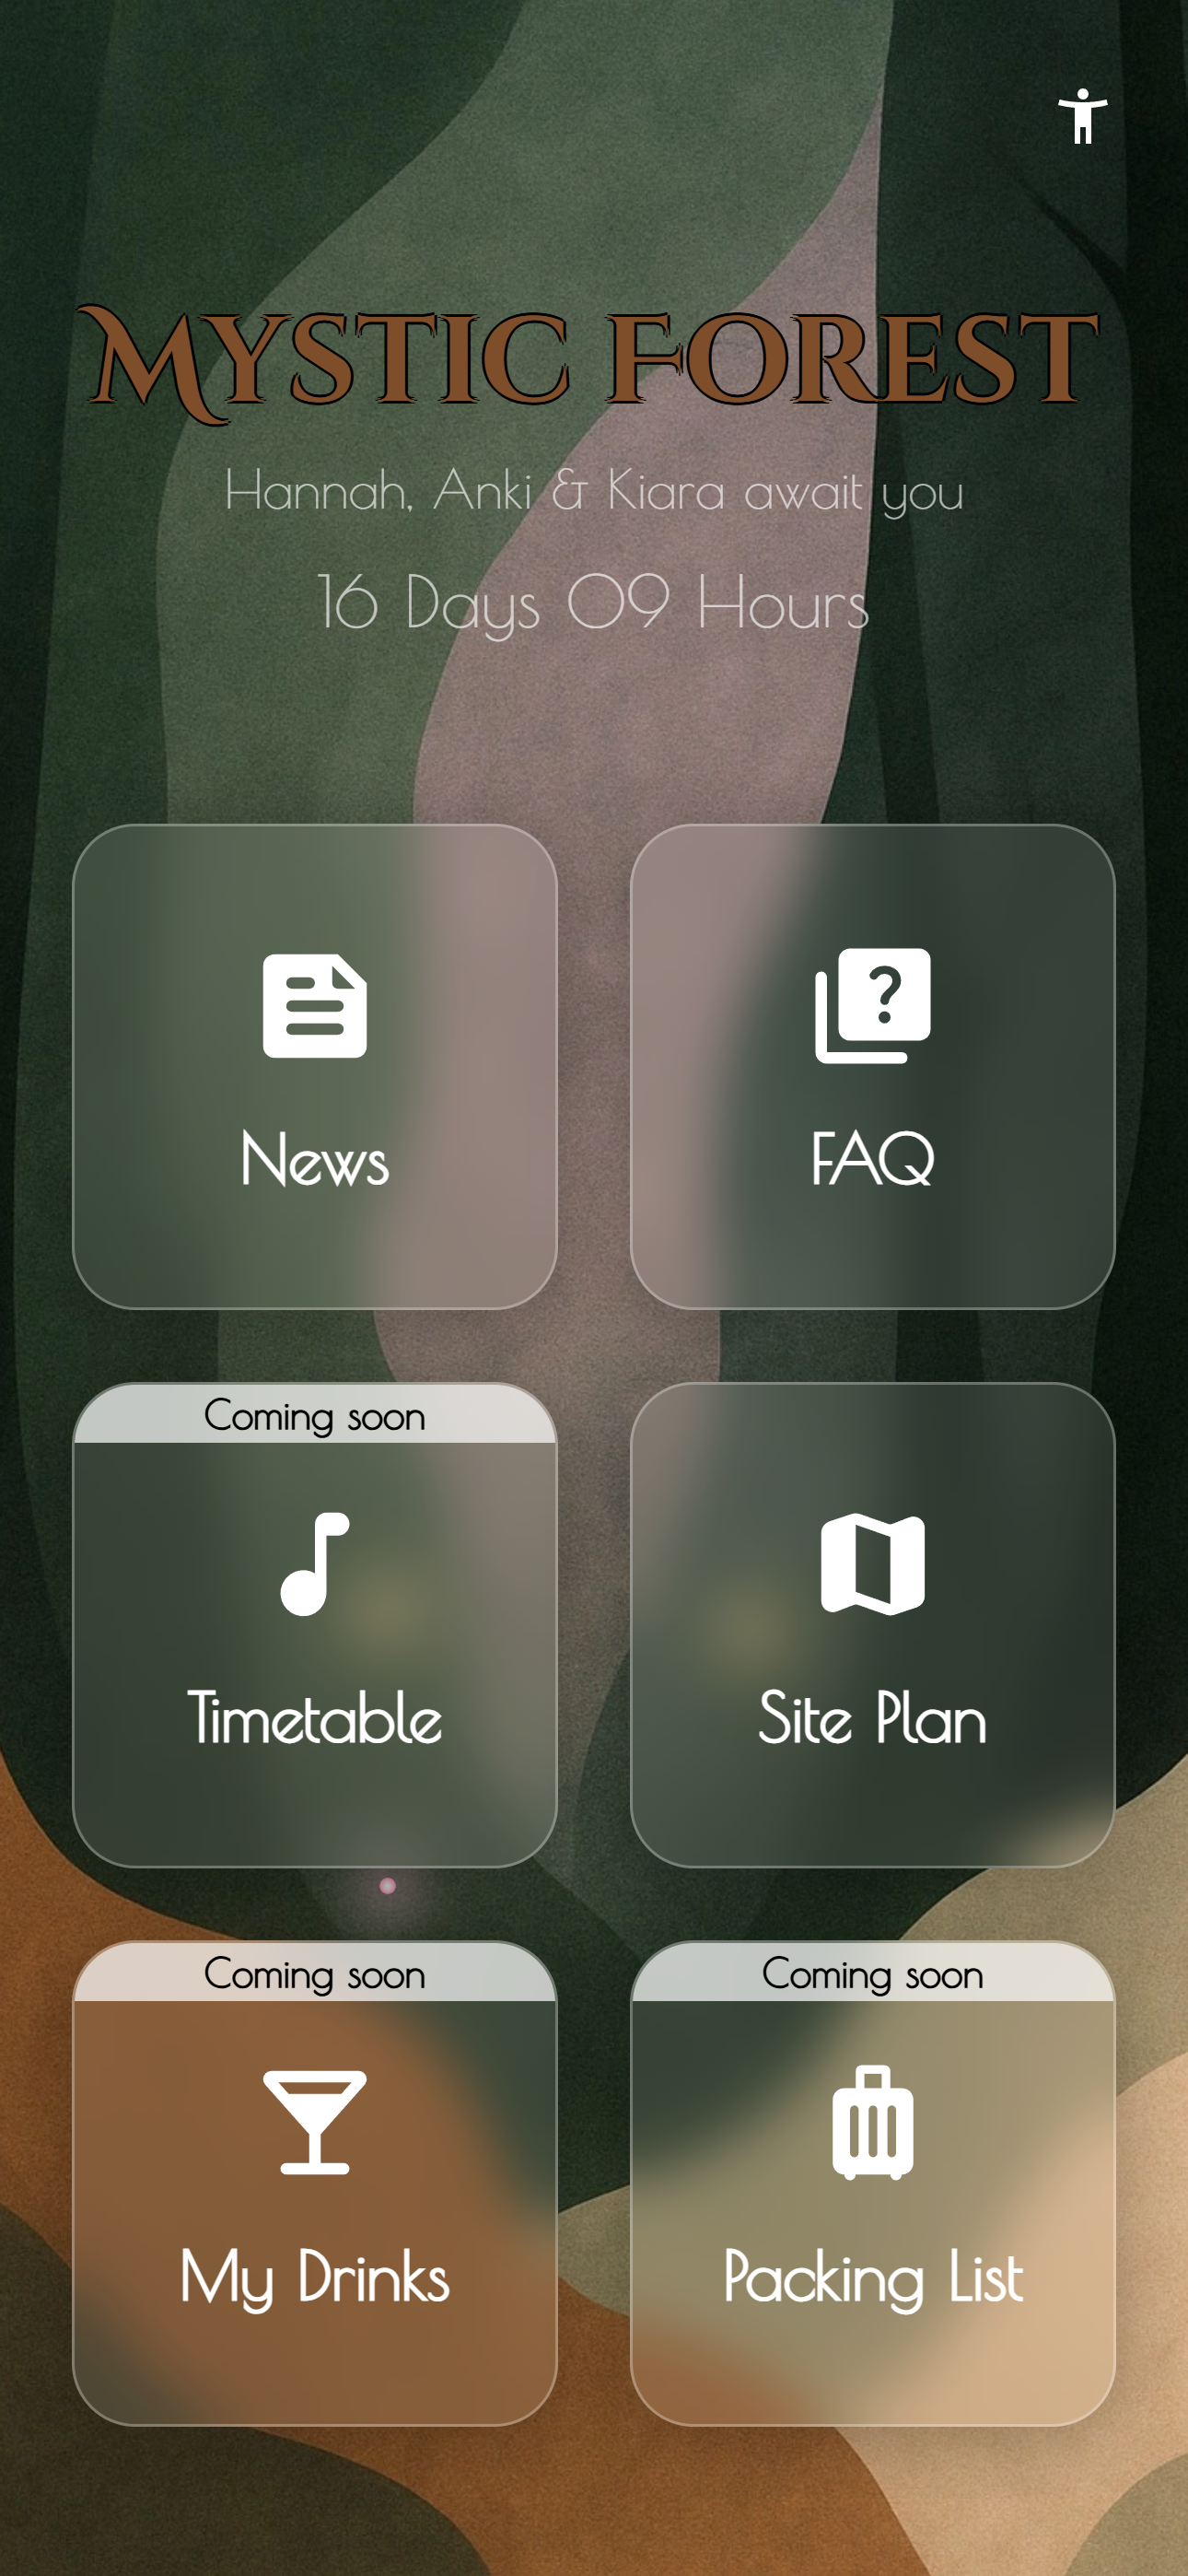 Mystic Forest
Hannah, Anki & Kiara await you
16 Days 09 Hours
News
FAQ
Coming soon
Timetable
Site Plan
Coming soon
My Drinks
Coming soon
Packing List